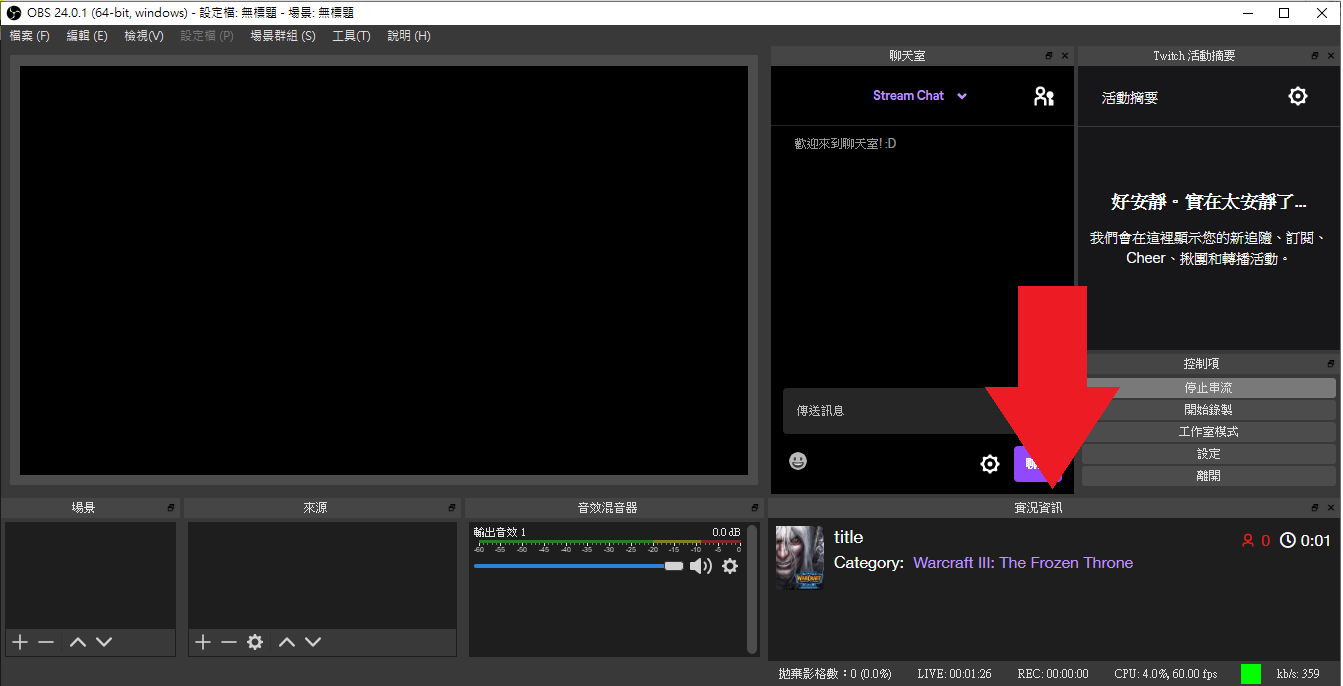 OBS 24.0.1 (64-bit, windows) - 設定檔: 無標題 - 場景: 無標題
檔案 (F) 編輯 (E) 檢視(V) 設定檔 (P) 場景群組 (S) 工具(T) 說明 (H)
聊天室
Stream Chat
歡迎來到聊天室! :D
傳送訊息
Twitch 活動摘要
活動摘要
好安靜。實在太安靜了...
我們會在這裡顯示您的新追隨、訂閱、
Cheer、揪團和轉播活動。
控制項
停止串流
開始錄製
工作室模式
設定
離開
場景
來源
音效混音器
輸出音效 1 0.0 dB
-60 -55 -50 -45 -40 -35 -30 -25 -20 -15 -10 -5 0
實況資訊
title
Category: Warcraft III: The Frozen Throne
0 0:01
WARCRAFT
拋棄影格數：0 (0.0%) LIVE: 00:01:26 REC: 00:00:00 CPU: 4.0%, 60.00 fps kb/s: 359